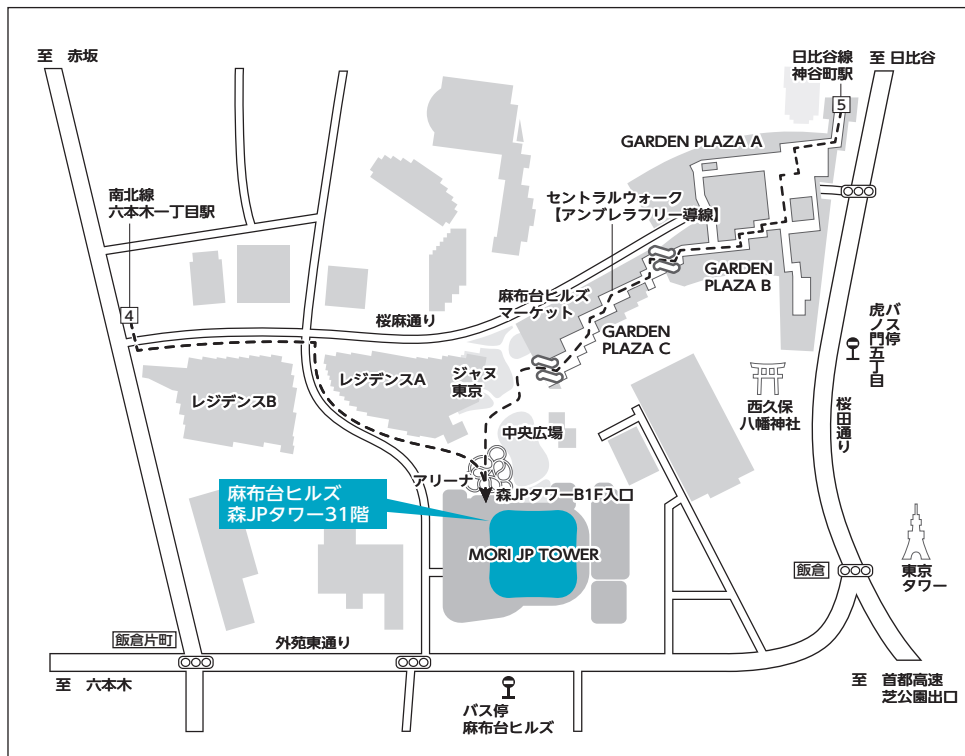 至 赤坂
日比谷線
神谷町駅
至 日比谷
5
GARDEN PLAZA A
南北線
六本木一丁目駅
セントラルウォーク
【アンブレラフリー導線】
4
GARDEN
PLAZA B
麻布台ヒルズ
マーケット
桜麻通り
GARDEN
PLAZA C
バス停
虎ノ門五丁目
レジデンスA
ジャヌ
東京
レジデンスB
西久保
八幡神社
桜田通り
中央広場
アリーナ
森JPタワーB1F入口
麻布台ヒルズ
森JPタワー31階
MORI JP TOWER
飯倉
東京
タワー
飯倉片町
外苑東通り
至 六本木
バス停
麻布台ヒルズ
至 首都高速
芝公園出口